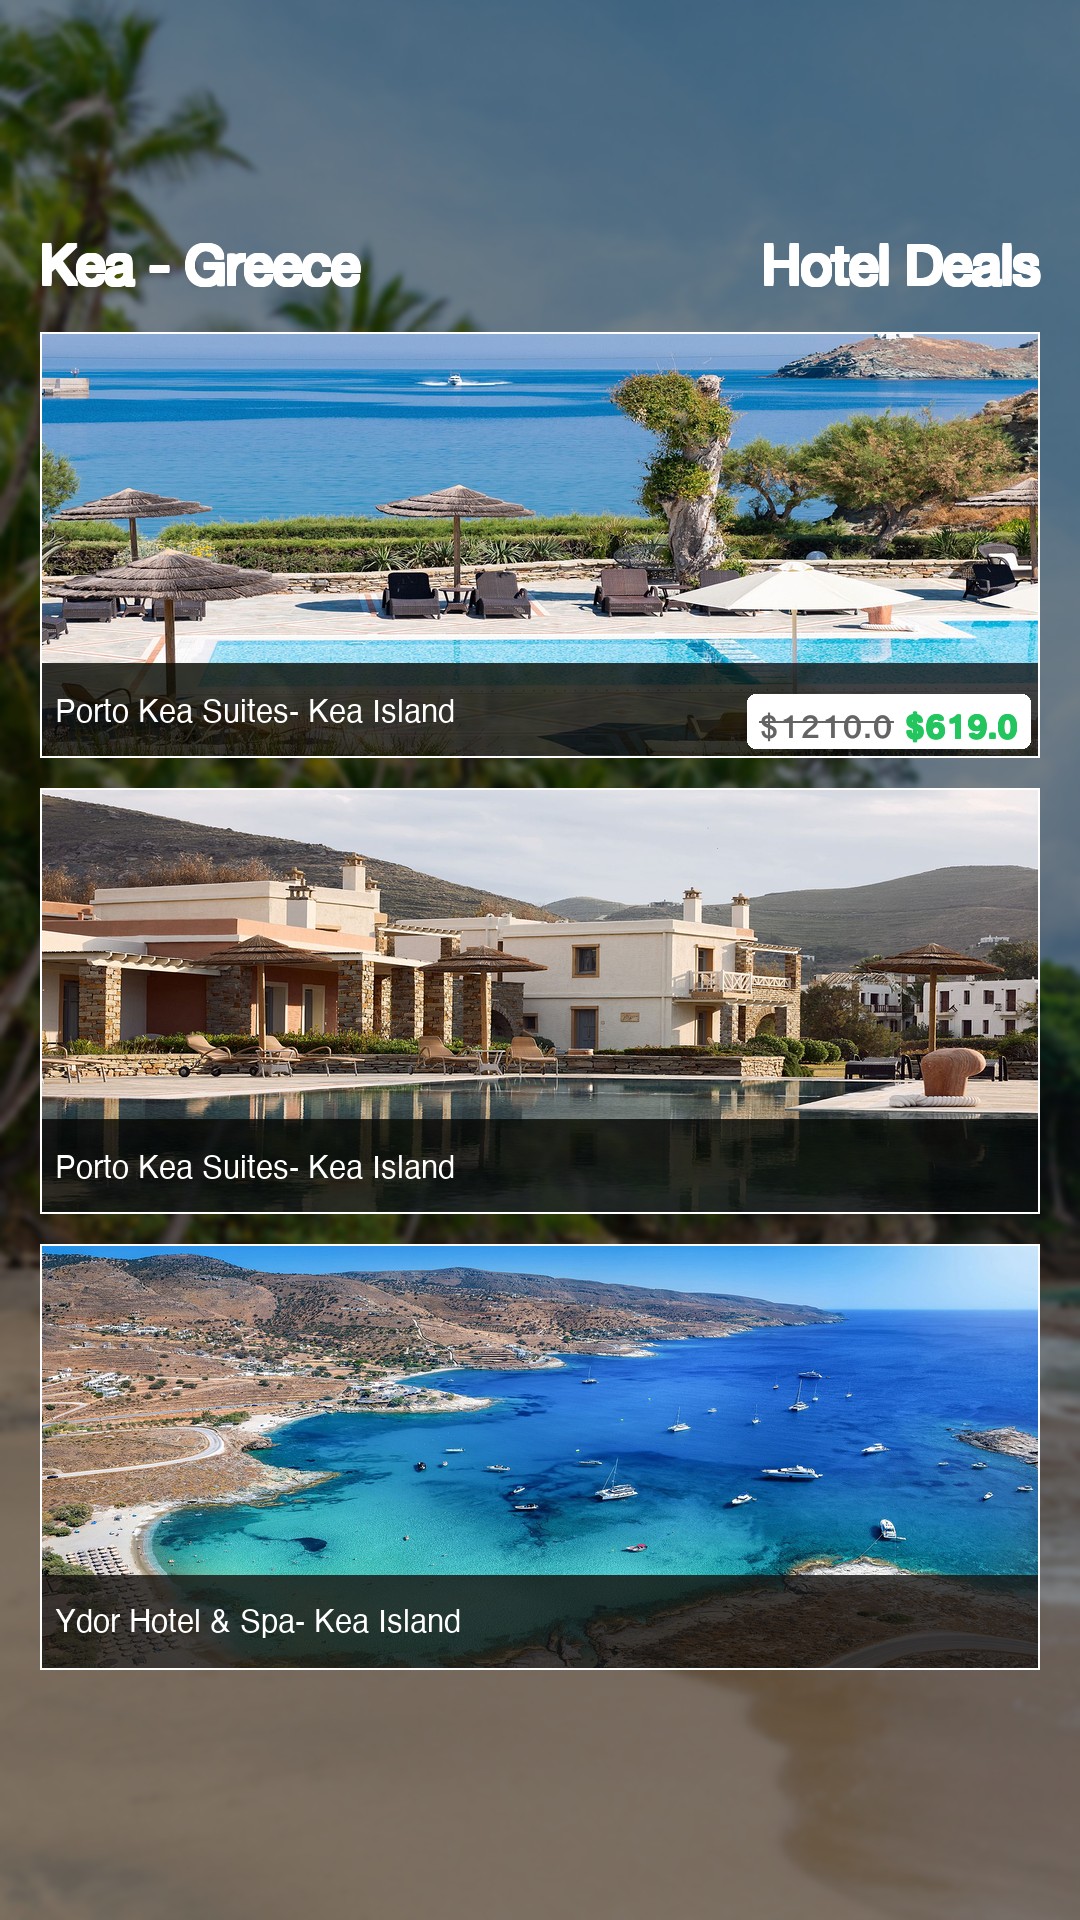 Kea - Greece Hotel Deals
Porto Kea Suites- Kea Island
$1210.0 $619.0
Porto Kea Suites- Kea Island
Ydor Hotel & Spa- Kea Island